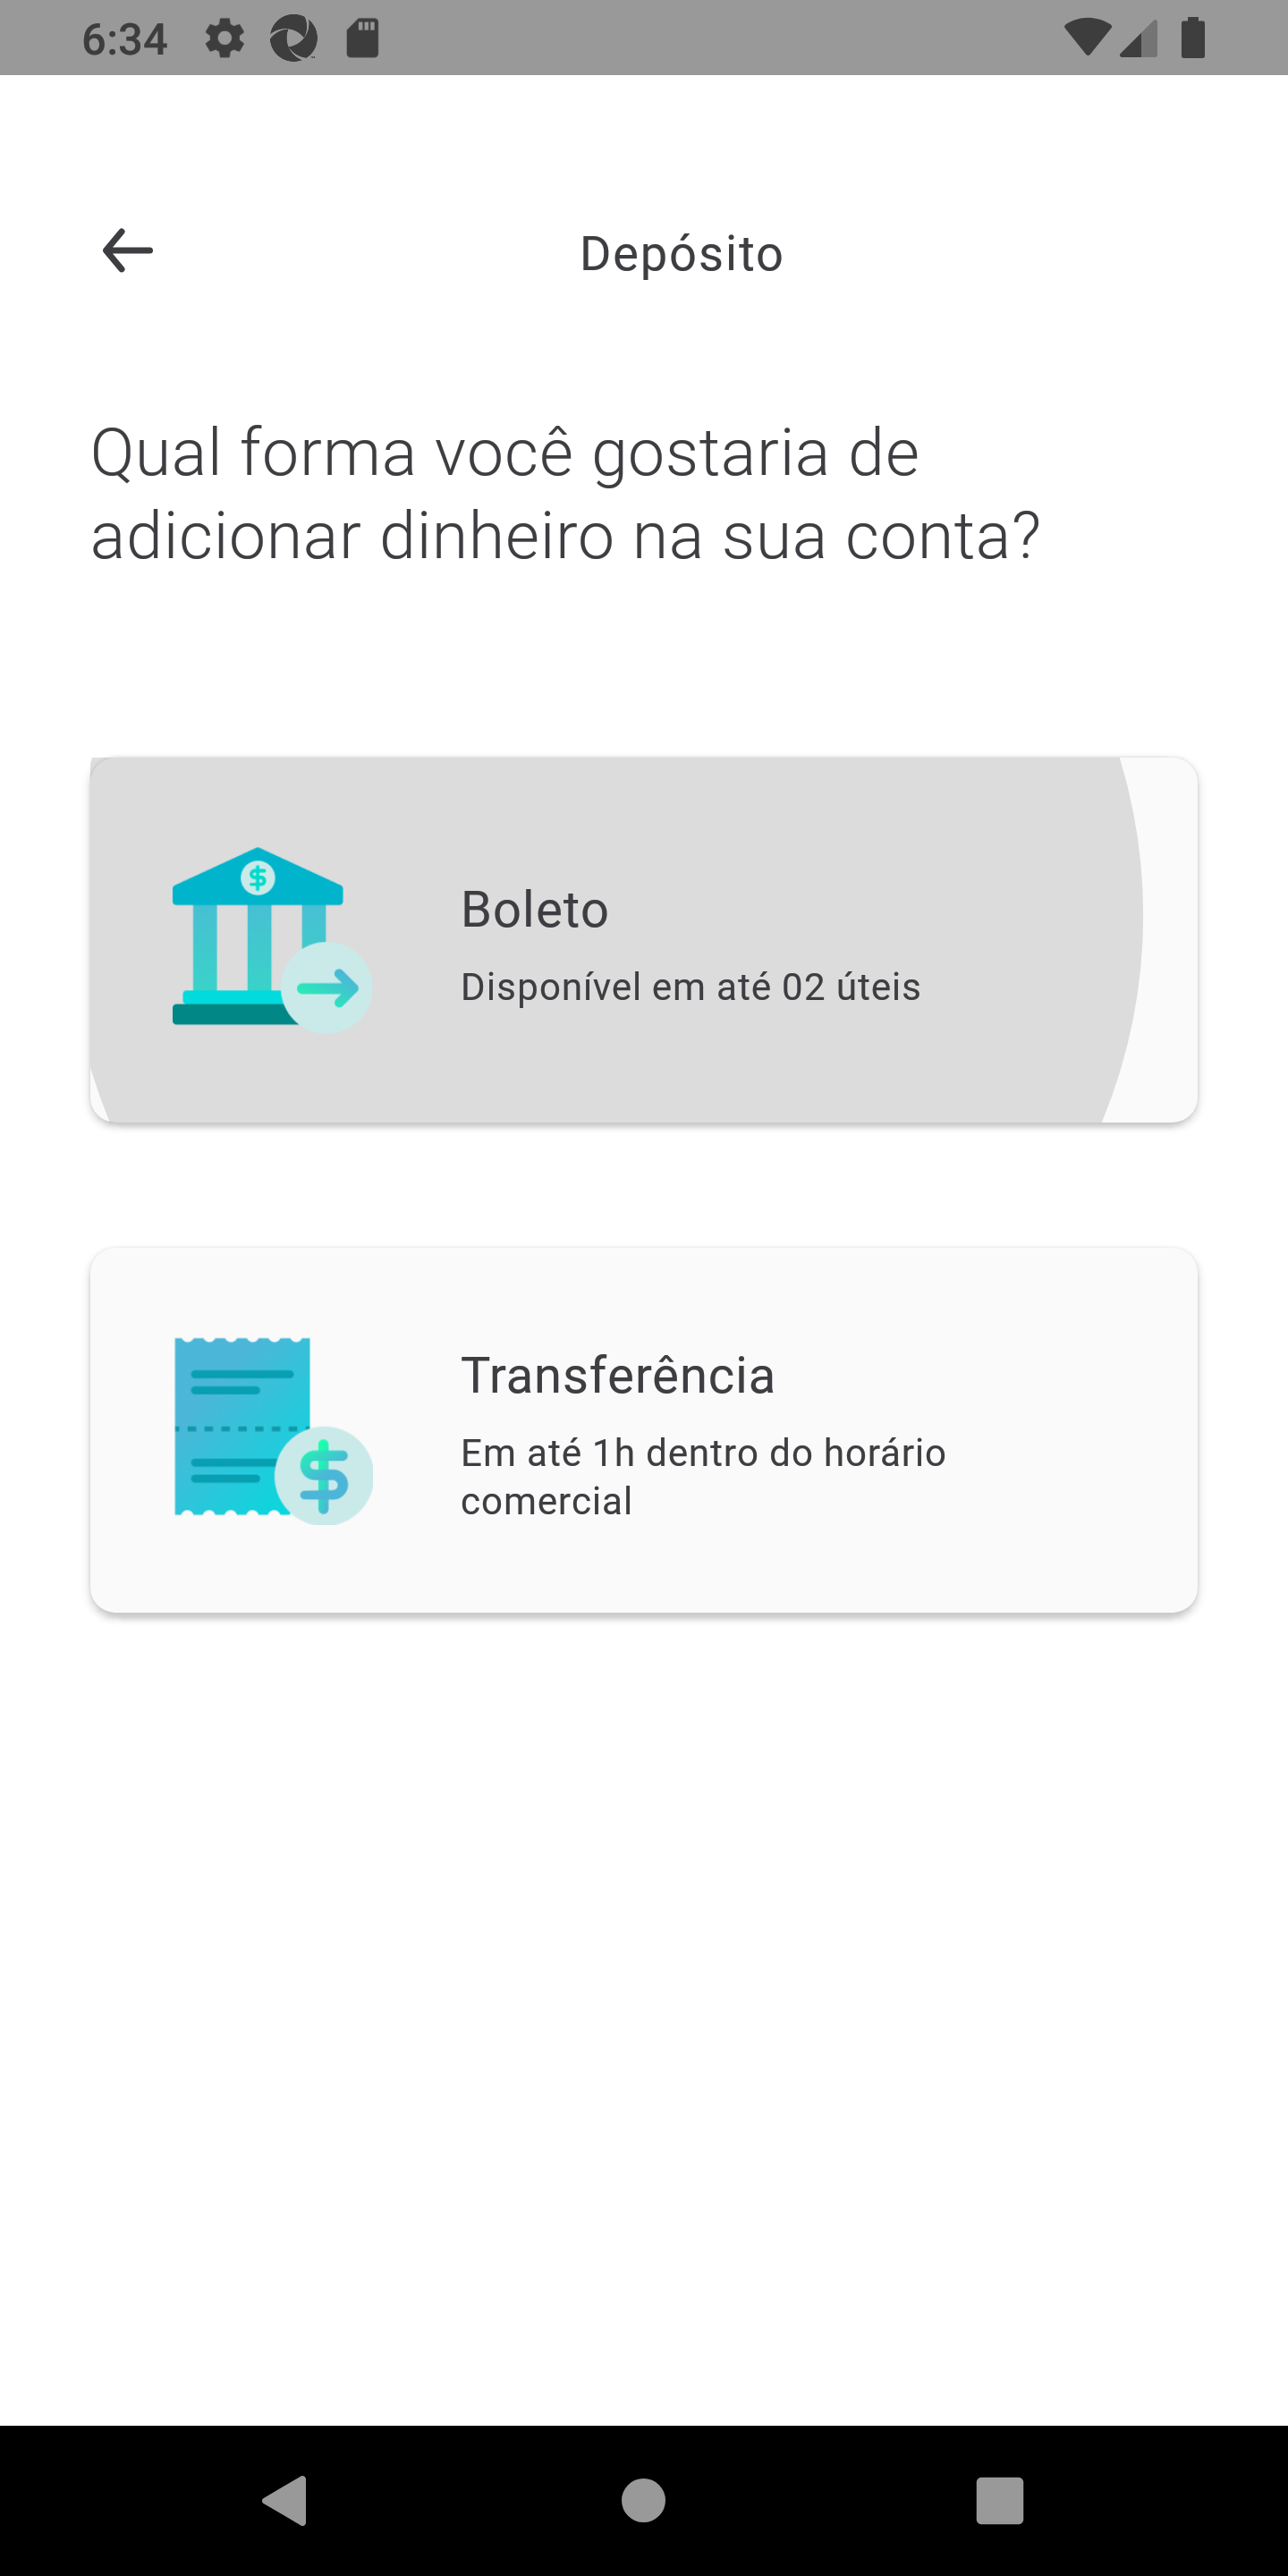 6:34
Depósito
Qual forma você gostaria de
adicionar dinheiro na sua conta?
$
Boleto
Disponível em até 02 úteis
$
Transferência
Em até 1h dentro do horário
comercial